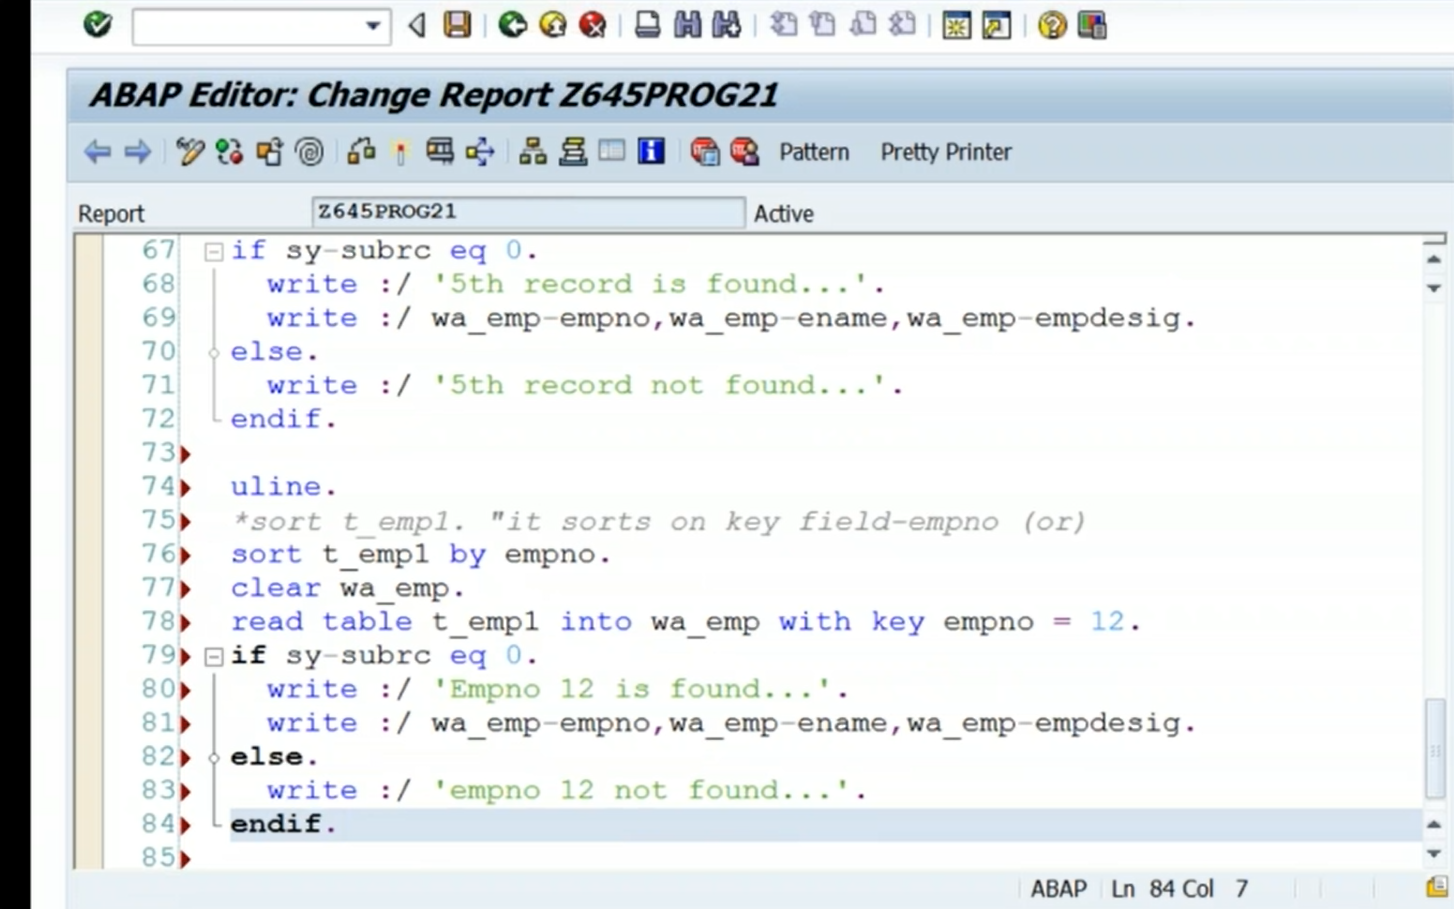 ABAP Editor: Change Report Z645PROG21
Pattern Pretty Printer
Report Z645PROG21 Active
67 if sy-subrc eq 0.
68 write :/ '5th record is found...'.
69 write :/ wa_emp-empno,wa_emp-ename,wa_emp-empdesig.
70 else.
71 write :/ '5th record not found...'.
72 endif.
73
74 uline.
75 *sort t_emp1. "it sorts on key field-empno (or)
76 sort t_emp1 by empno.
77 clear wa_emp.
78 read table t_emp1 into wa_emp with key empno = 12.
79 if sy-subrc eq 0.
80 write :/ 'Empno 12 is found...'.
81 write :/ wa_emp-empno,wa_emp-ename,wa_emp-empdesig.
82 else.
83 write :/ 'empno 12 not found...'.
84 endif.
85
ABAP Ln 84 Col 7